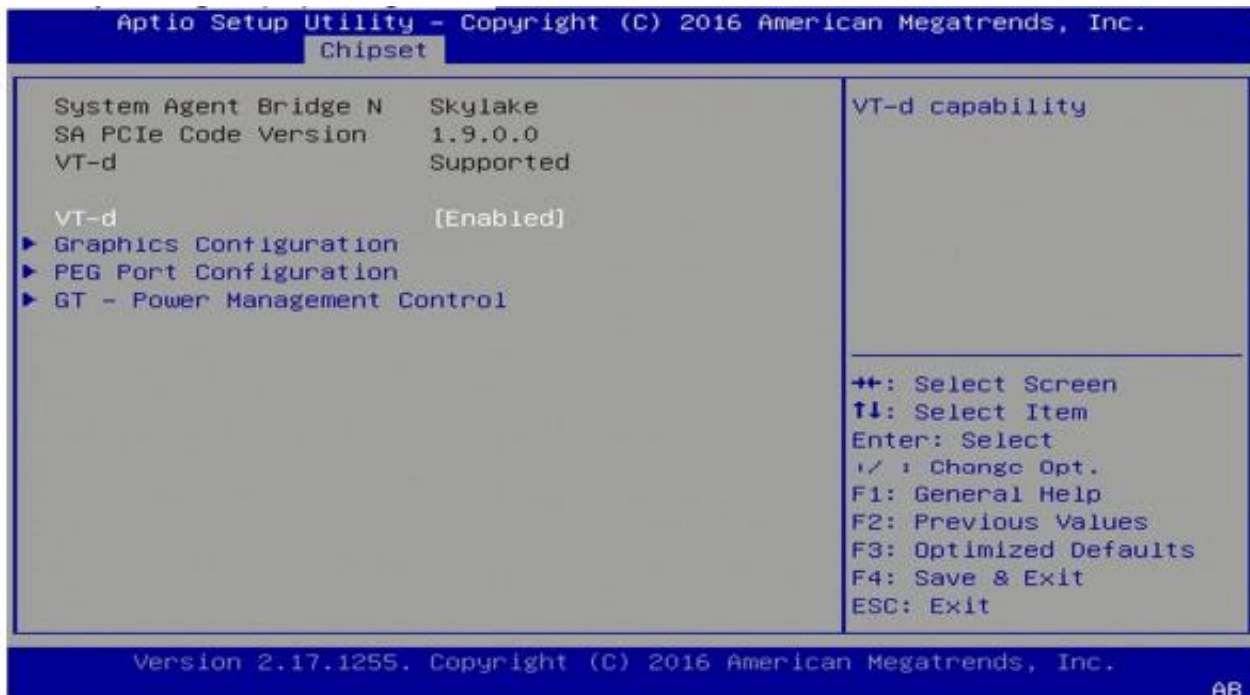 Aptio Setup Utility – Copyright (C) 2016 American Megatrends, Inc.
Chipset
System Agent Bridge N Skylake
SA PCIe Code Version 1.9.0.0
VT-d Supported
VT-d [Enabled]
▶ Graphics Configuration
▶ PEG Port Configuration
▶ GT – Power Management Control
VT-d capability
→←: Select Screen
↑↓: Select Item
Enter: Select
: Change Opt.
F1: General Help
F2: Previous Values
F3: Optimized Defaults
F4: Save & Exit
ESC: Exit
Version 2.17.1255. Copyright (C) 2016 American Megatrends, Inc.
AB